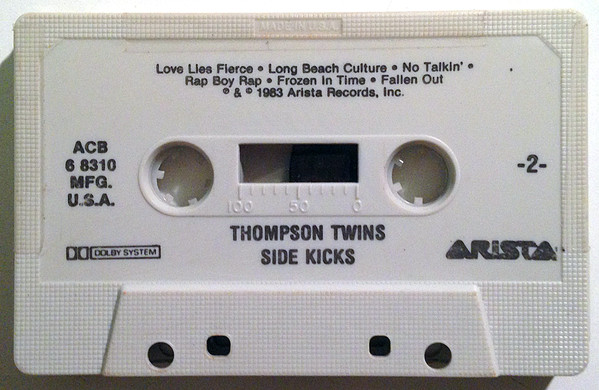 MADE IN U.S.A.
Love Lies Fierce • Long Beach Culture • No Talkin' •
Rap Boy Rap • Frozen In Time • Fallen Out
℗ & © 1983 Arista Records, Inc.
ACB
6 8310
MFG.
U.S.A.
-2-
100 50 0
THOMPSON TWINS
SIDE KICKS
DOLBY SYSTEM
ARISTA